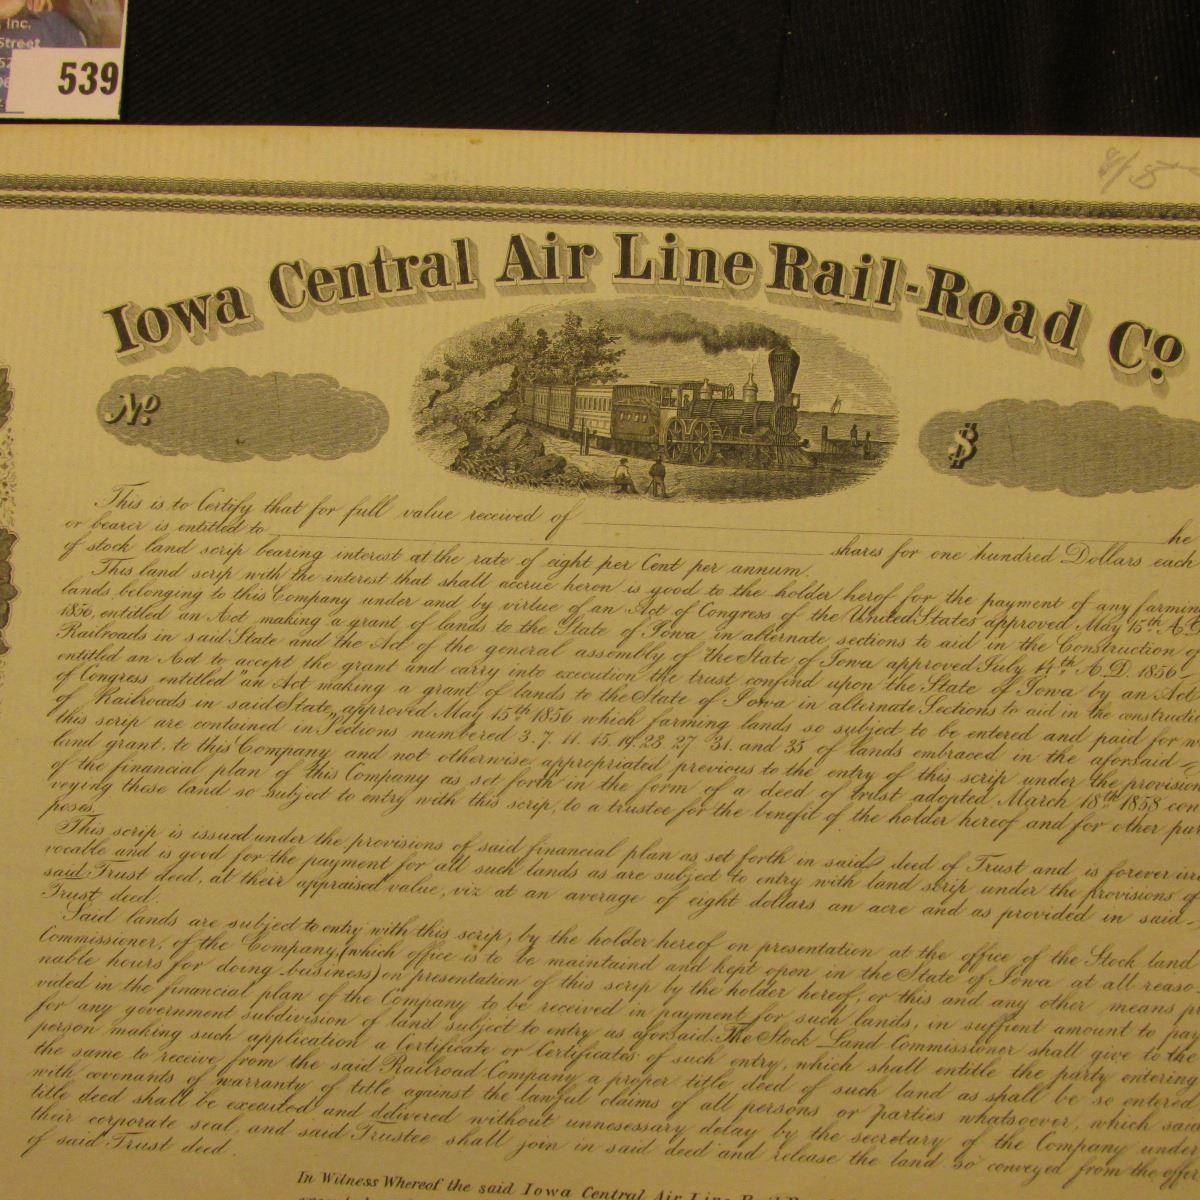 Inc.
Street
539
Iowa Central Air Line Rail-Road Co.
No.
$
This is to Certify that for full value received of he
or bearer is entitled to shares for one hundred Dollars each
of stock land scrip bearing interest at the rate of eight per Cent per annum.
This land scrip with the interest that shall accrue heron is good to the holder herof for the payment of any farming
lands, belonging to this Company under and by virtue of an Act of Congress of the United States approved May 15th A.D.
1856, entitled an Act making a grant of lands to the State of Iowa in alternate sections to aid in the Construction of
Railroads in said State and the Act of the general assembly of the State of Iowa approved July 14th A.D. 1856
entitled an Act to accept the grant and carry into execution the trust confind upon the State of Iowa by an Act
of Congress entitled "an Act making a grant of lands to the State of Iowa in alternate Sections to aid in the constructi
of Railroads in said State" approved May 15th 1856 which farming lands so subject to be entered and paid for w
this scrip are contained in Sections numbered 3. 7. 11. 15. 19. 23. 27. 31. and 35 of lands embraced in the aforsaid
land grant, to this Company and not otherwise appropriated previous to the entry of this scrip under the provision
of the financial plan of this Company as set forth in the form of a deed of trust adopted March 18th 1858 con
veying these land so subject to entry with this scrip, to a trustee for the benefit of the holder hereof and for other pur
poses.
This scrip is issued under the provisions of said financial plan as set forth in said deed of Trust and is forever irre
vocable and is good for the payment for all such lands as are subject to entry with land scrip under the provisions of
said Trust deed, at their appraised value, viz at an average of eight dollars an acre and as provided in said
Trust deed.
Said lands are subject to entry with this scrip, by the holder hereof on presentation at the office of the Stock land
Commissioner, of the Company, (which office is to be maintaind and kept open in the State of Iowa at all reaso
nable hours for doing business) on presentation of this scrip by the holder hereof, or this and any other means pr
vided in the financial plan of the Company to be received in payment for such lands, in suffient amount to pay
for any government subdivision of land subject to entry as aforsaid. The Stock Land Commissioner shall give to the
person making such application a Certificate or Certificates of such entry, which shall entitle the party entering
the same to receive from the said Railroad Company a proper title deed of such land as shall be so entered
with covenants of warranty of title against the lawful claims of all persons or parties whatsoever, which said
title deed shall be executed and delivered without unnessesary delay by the secretary of the Company under
their corporate seal, and said Trustee shall join in said deed and release the land so conveyed from the offer
of said Trust deed.
In Witness Whereof the said Iowa Central Air Line Rail R